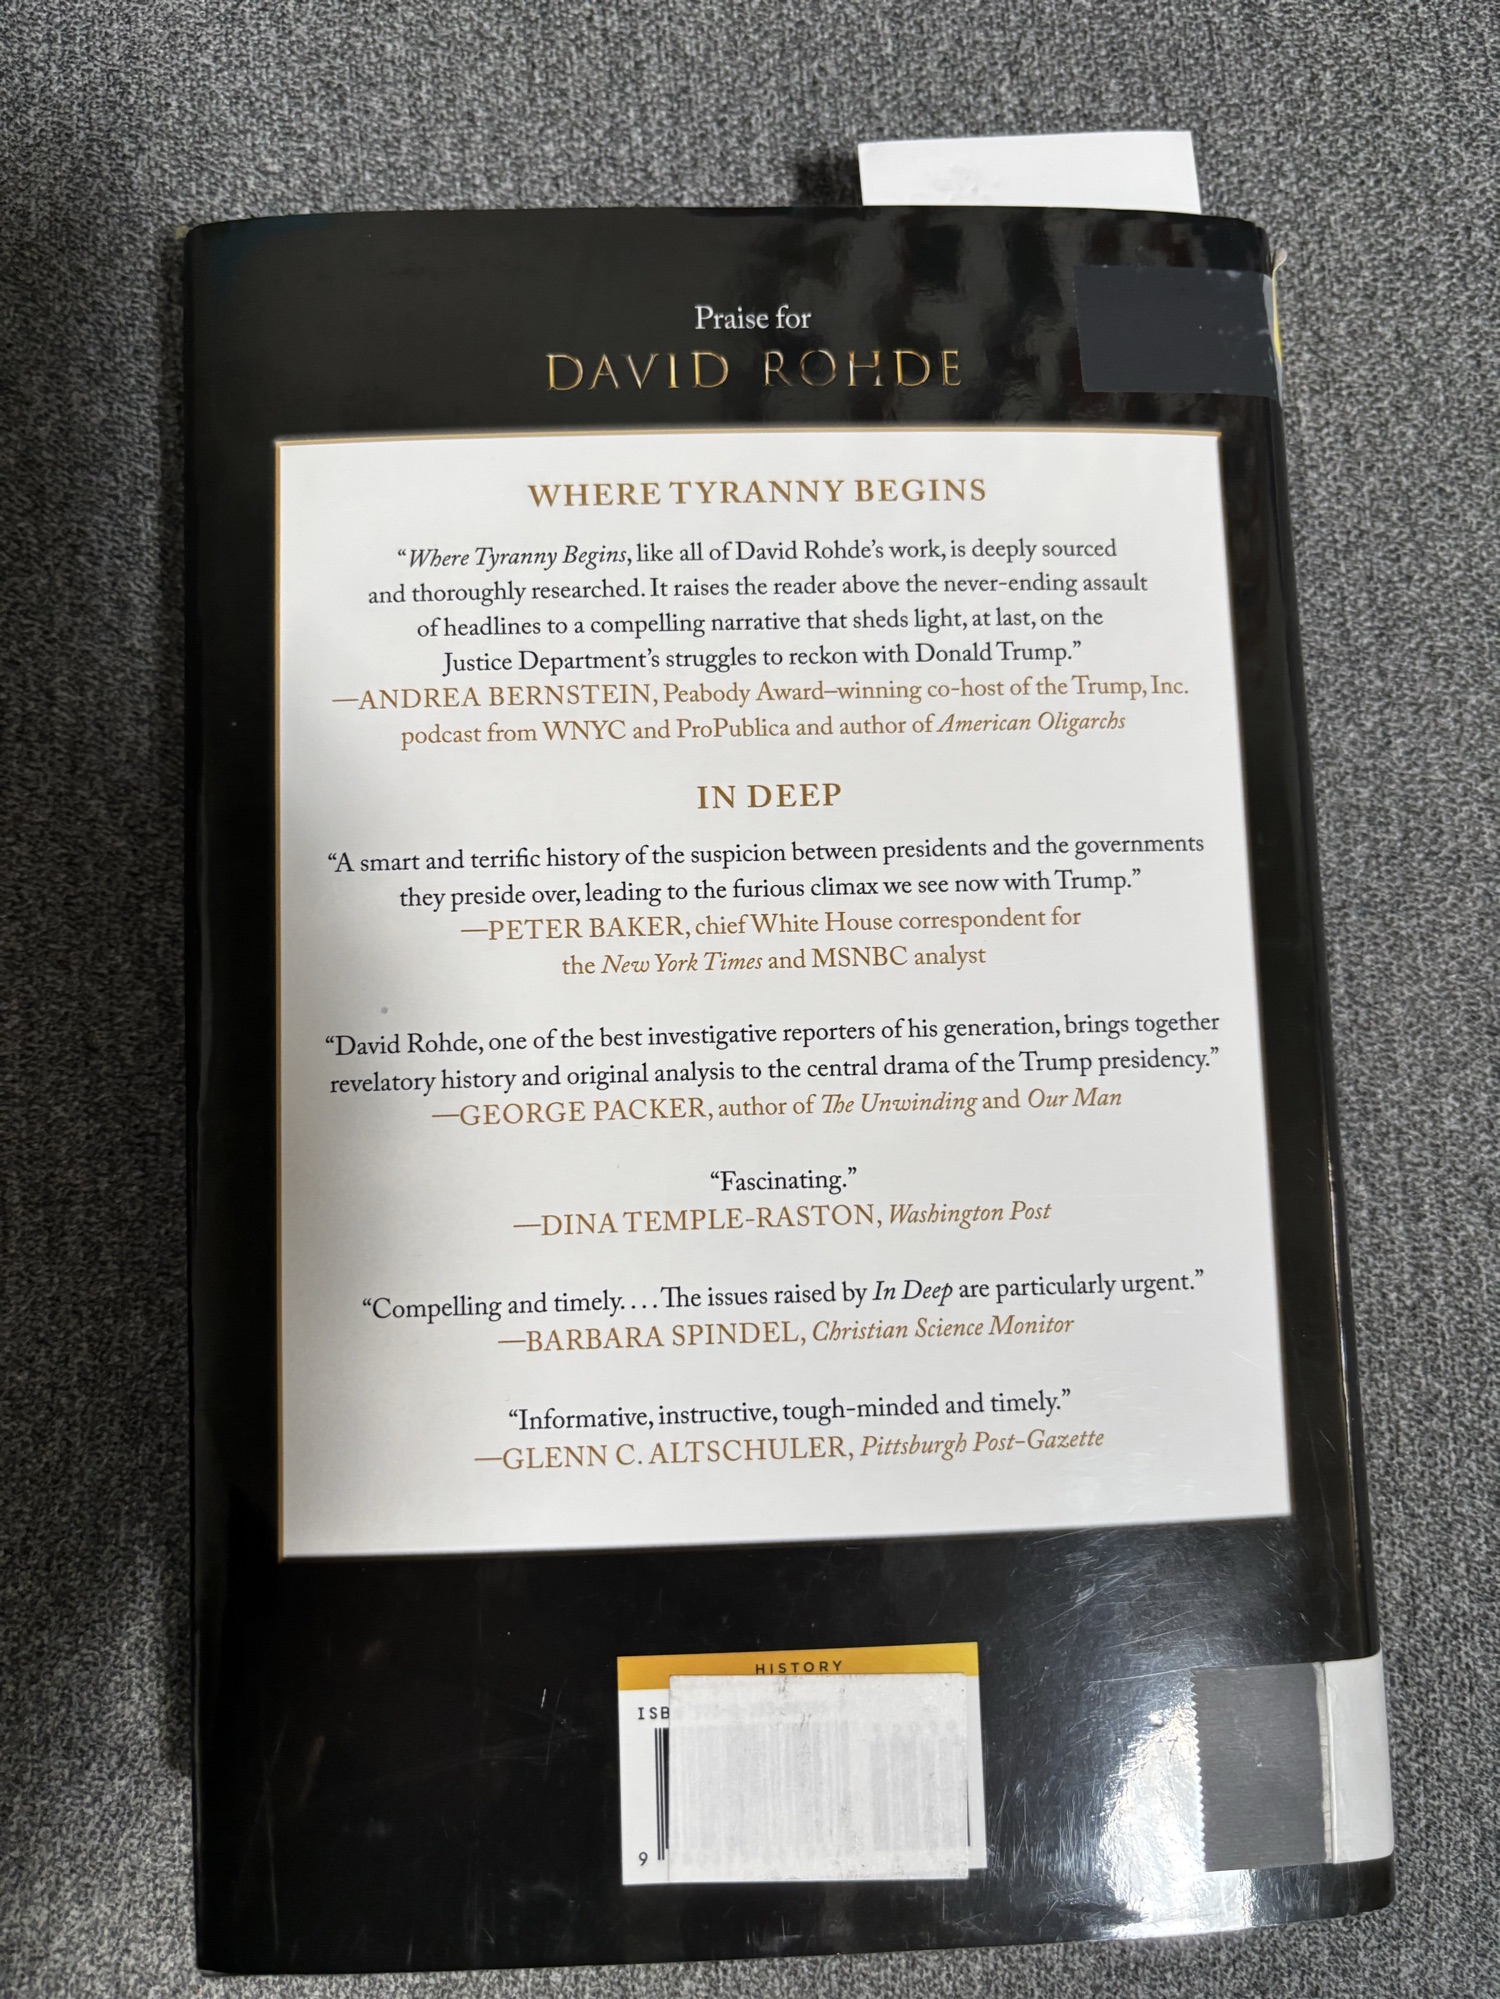 Praise for
DAVID ROHDE
WHERE TYRANNY BEGINS
“Where Tyranny Begins, like all of David Rohde’s work, is deeply sourced
and thoroughly researched. It raises the reader above the never-ending assault
of headlines to a compelling narrative that sheds light, at last, on the
Justice Department’s struggles to reckon with Donald Trump.”
—ANDREA BERNSTEIN, Peabody Award–winning co-host of the Trump, Inc.
podcast from WNYC and ProPublica and author of American Oligarchs
IN DEEP
“A smart and terrific history of the suspicion between presidents and the governments
they preside over, leading to the furious climax we see now with Trump.”
—PETER BAKER, chief White House correspondent for
the New York Times and MSNBC analyst
“David Rohde, one of the best investigative reporters of his generation, brings together
revelatory history and original analysis to the central drama of the Trump presidency.”
—GEORGE PACKER, author of The Unwinding and Our Man
“Fascinating.”
—DINA TEMPLE-RASTON, Washington Post
“Compelling and timely. . . . The issues raised by In Deep are particularly urgent.”
—BARBARA SPINDEL, Christian Science Monitor
“Informative, instructive, tough-minded and timely.”
—GLENN C. ALTSCHULER, Pittsburgh Post-Gazette
HISTORY
ISB
9